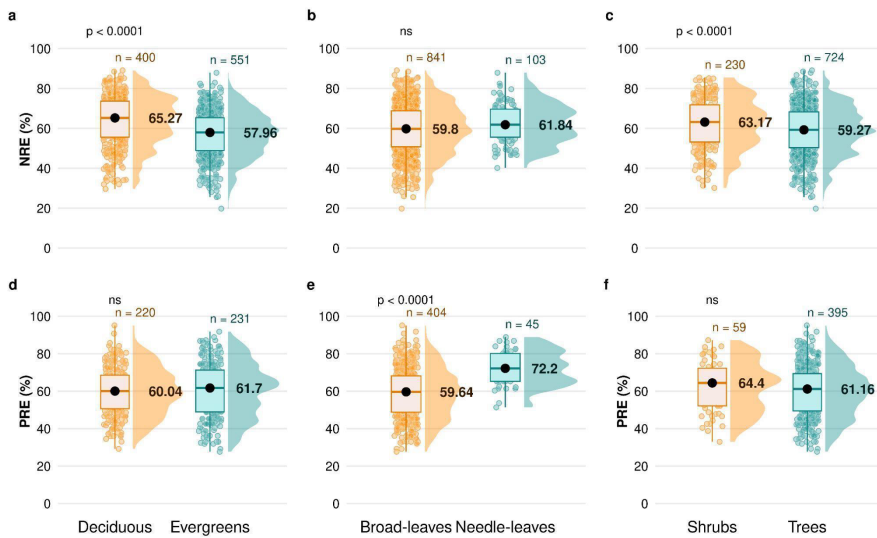 a
p < 0.0001
n = 400
n = 551
100
80
60
40
20
0
NRE (%)
65.27
57.96
b
ns
n = 841
n = 103
100
80
60
40
20
0
59.8
61.84
c
p < 0.0001
n = 230
n = 724
100
80
60
40
20
0
63.17
59.27
d
ns
n = 220
n = 231
100
80
60
40
20
0
PRE (%)
60.04
61.7
Deciduous Evergreens
e
p < 0.0001
n = 404
n = 45
100
80
60
40
20
0
59.64
72.2
Broad-leaves Needle-leaves
f
ns
n = 59
n = 395
100
80
60
40
20
0
PRE (%)
64.4
61.16
Shrubs Trees